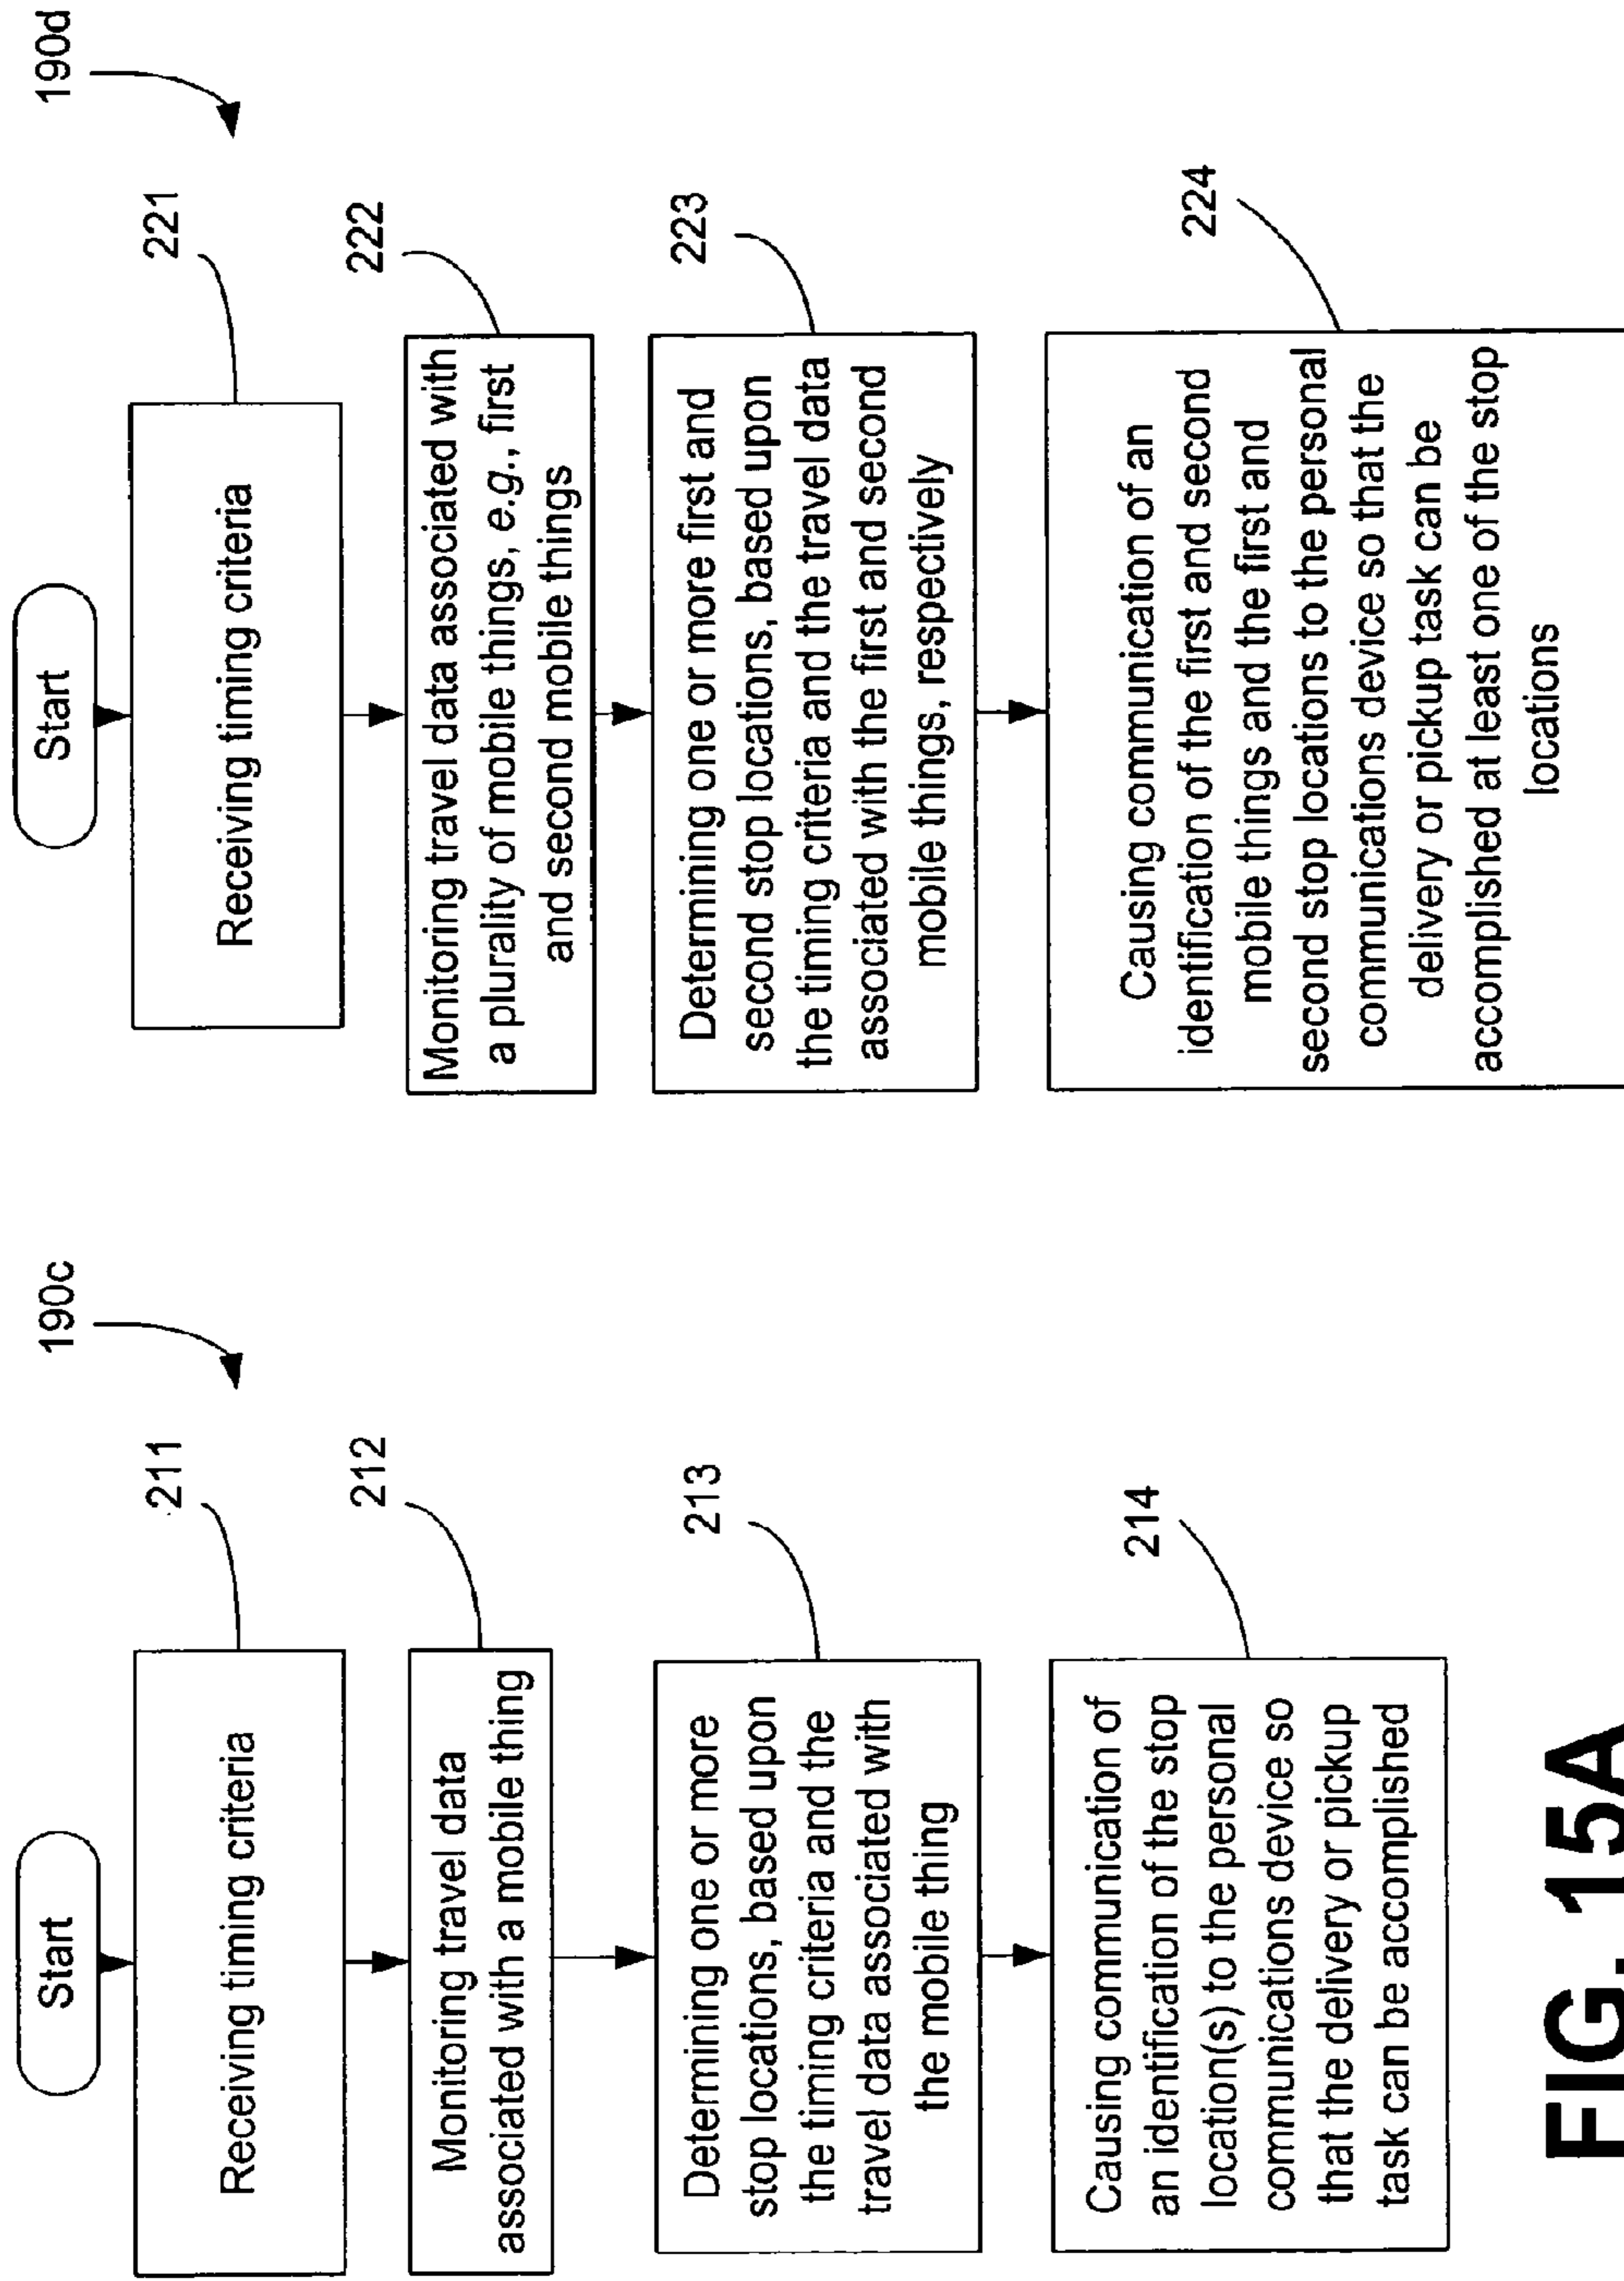 190c
Start
211
Receiving timing criteria
212
Monitoring travel data
associated with a mobile thing
213
Determining one or more
stop locations, based upon
the timing criteria and the
travel data associated with
the mobile thing
214
Causing communication of
an identification of the stop
location(s) to the personal
communications device so
that the delivery or pickup
task can be accomplished
FIG. 15A
190d
Start
221
Receiving timing criteria
222
Monitoring travel data associated with
a plurality of mobile things, e.g., first
and second mobile things
223
Determining one or more first and
second stop locations, based upon
the timing criteria and the travel data
associated with the first and second
mobile things, respectively
224
Causing communication of an
identification of the first and second
mobile things and the first and
second stop locations to the personal
communications device so that the
delivery or pickup task can be
accomplished at least one of the stop
locations